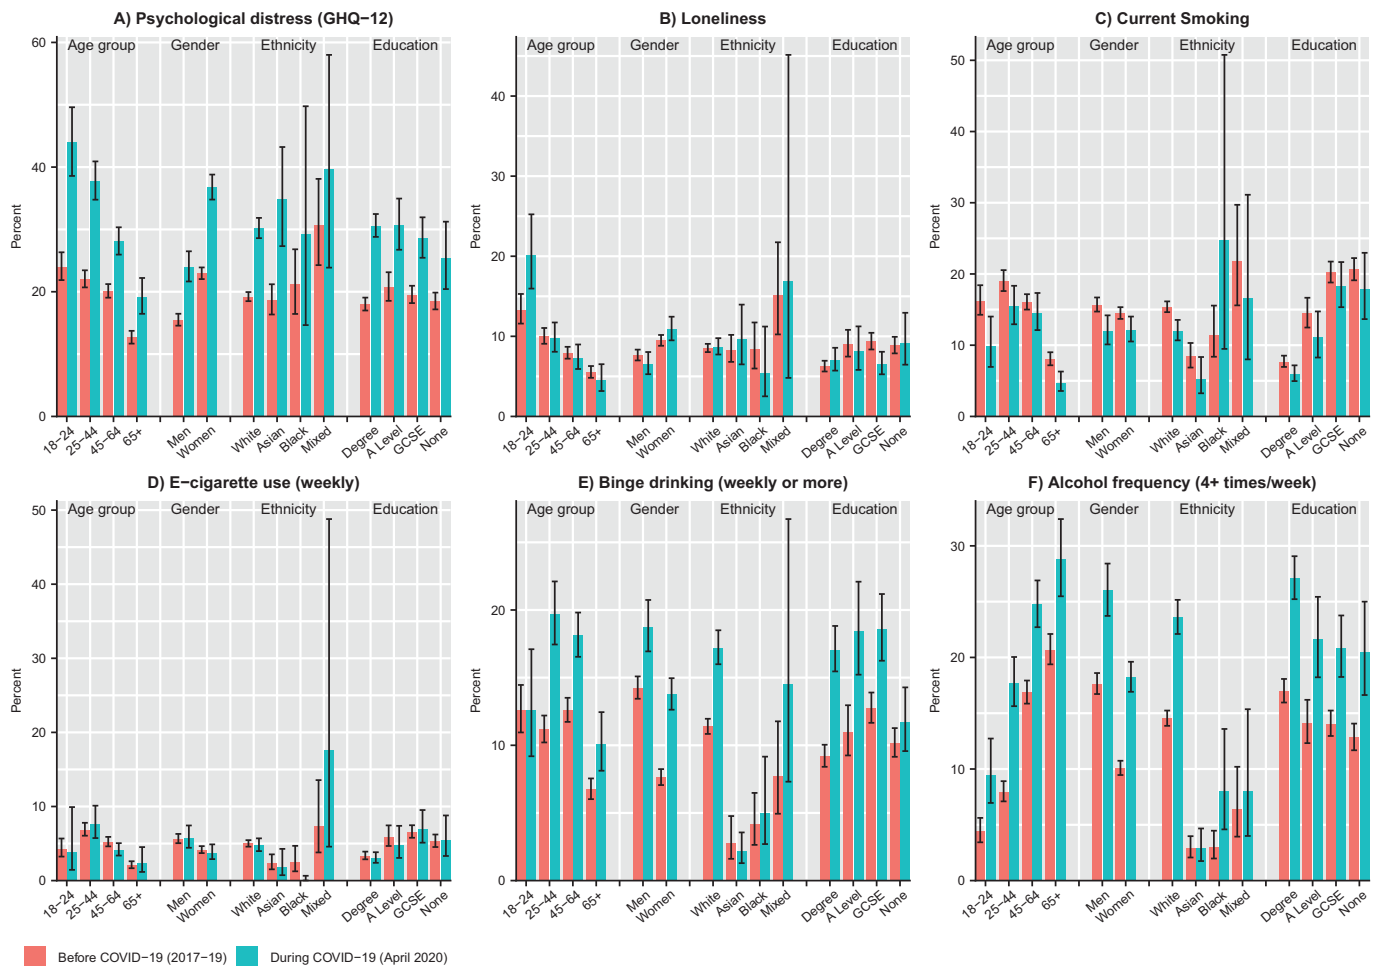 A) Psychological distress (GHQ−12)
Age group Gender Ethnicity Education
Percent
60
40
20
0
18−24 25−44 45−64 65+ Men Women White Asian Black Mixed Degree A Level GCSE None
B) Loneliness
Age group Gender Ethnicity Education
Percent
40
30
20
10
0
18−24 25−44 45−64 65+ Men Women White Asian Black Mixed Degree A Level GCSE None
C) Current Smoking
Age group Gender Ethnicity Education
Percent
50
40
30
20
10
0
18−24 25−44 45−64 65+ Men Women White Asian Black Mixed Degree A Level GCSE None
D) E−cigarette use (weekly)
Age group Gender Ethnicity Education
Percent
50
40
30
20
10
0
18−24 25−44 45−64 65+ Men Women White Asian Black Mixed Degree A Level GCSE None
E) Binge drinking (weekly or more)
Age group Gender Ethnicity Education
Percent
20
10
0
18−24 25−44 45−64 65+ Men Women White Asian Black Mixed Degree A Level GCSE None
F) Alcohol frequency (4+ times/week)
Age group Gender Ethnicity Education
Percent
30
20
10
0
18−24 25−44 45−64 65+ Men Women White Asian Black Mixed Degree A Level GCSE None
Before COVID−19 (2017−19) During COVID−19 (April 2020)